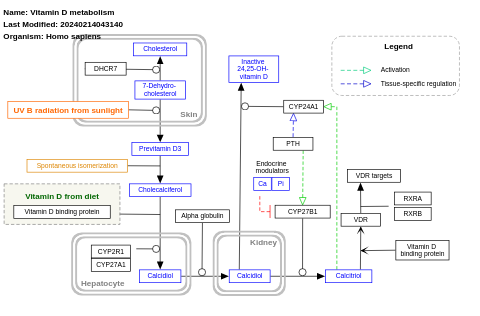 Name: Vitamin D metabolism
Last Modified: 20240214043140
Organism: Homo sapiens
Cholesterol
DHCR7
7-Dehydro-
cholesterol
Skin
UV B radiation from sunlight
Previtamin D3
Spontaneous isomerization
Cholecalciferol
Vitamin D from diet
Vitamin D binding protein
Alpha globulin
CYP2R1
CYP27A1
Calcidiol
Hepatocyte
Inactive
24,25-OH-
vitamin D
CYP24A1
PTH
Endocrine
modulators
Ca
Pi
CYP27B1
Kidney
Calcidiol
Calcitriol
Legend
Activation
Tissue-specific regulation
VDR targets
RXRA
RXRB
VDR
Vitamin D
binding protein